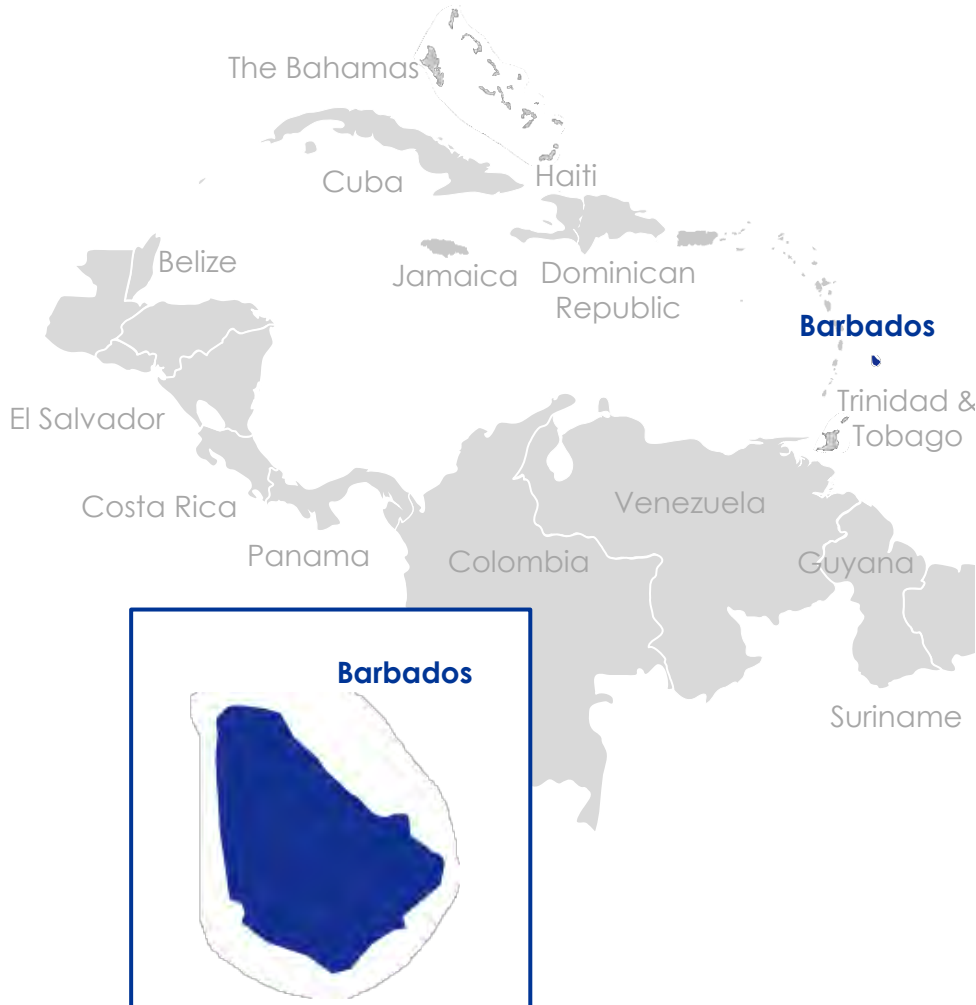 The Bahamas
Cuba
Haiti
Belize
Jamaica
Dominican
Republic
Barbados
El Salvador
Trinidad &
Tobago
Costa Rica
Venezuela
Panama
Colombia
Guyana
Barbados
Suriname